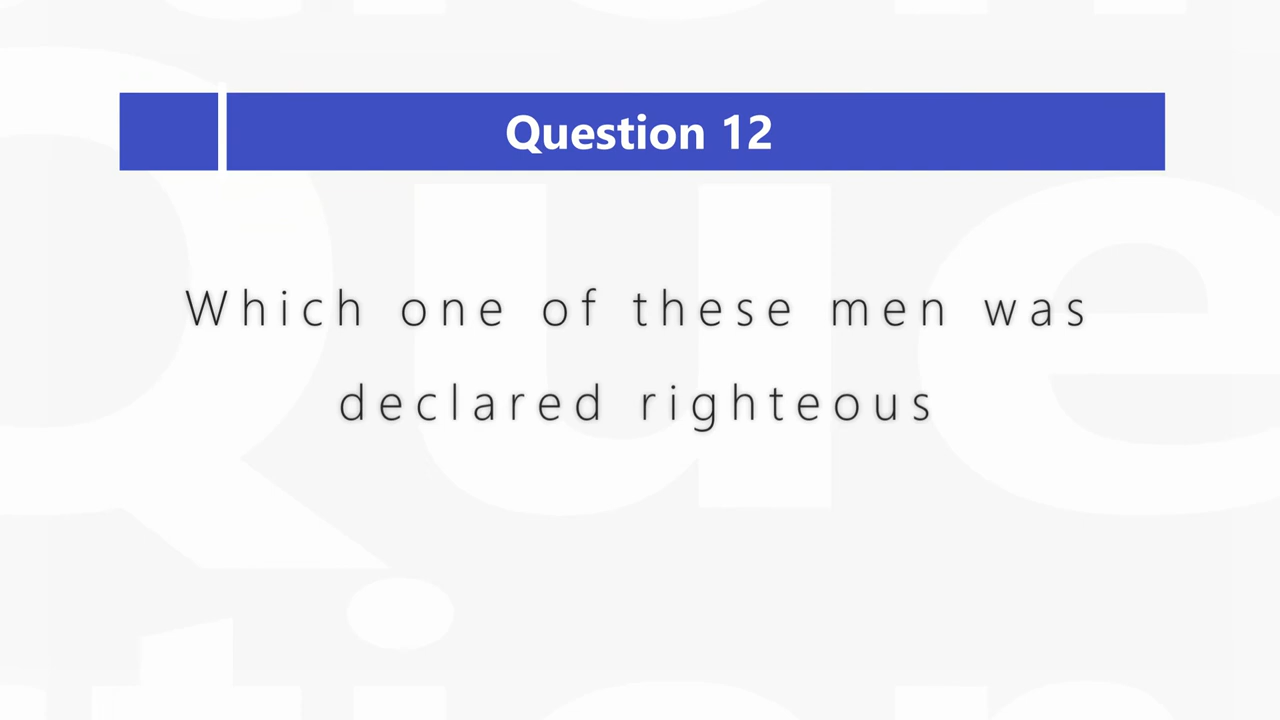 Question 12
Which one of these men was
declared righteous